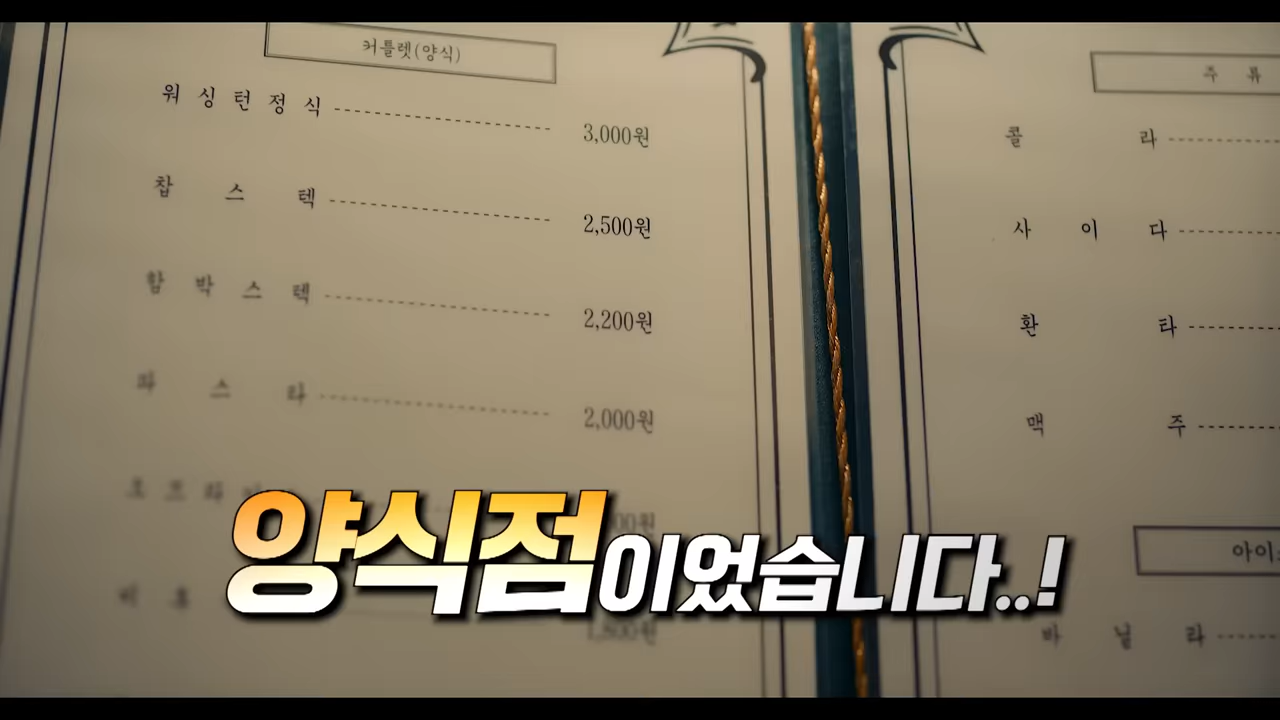 커틀렛(양식)
워 싱 턴 정 식 3,000원
찹 스 텍 2,500원
함 박 스 텍 2,200원
파 스 타 2,000원
양식점이었습니다..!
주 류
콜 라
사 이 다
환 타
맥 주
바 닐 라